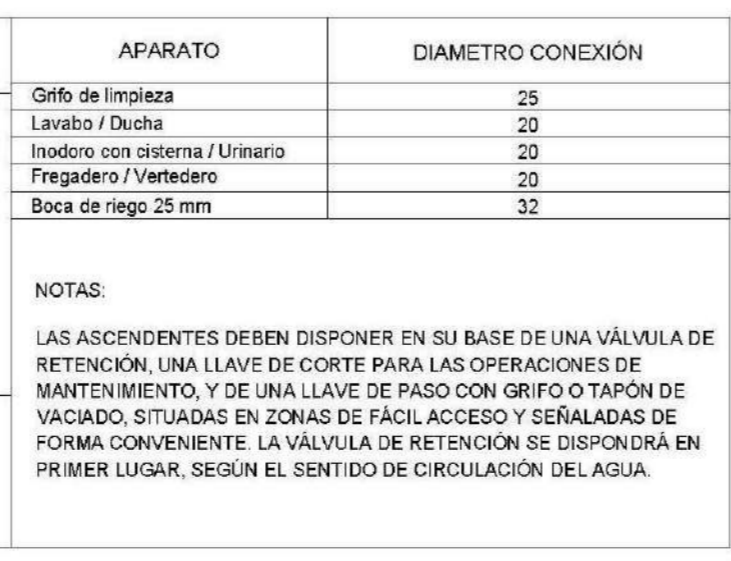 APARATO DIAMETRO CONEXIÓN
Grifo de limpieza 25
Lavabo / Ducha 20
Inodoro con cisterna / Urinario 20
Fregadero / Vertedero 20
Boca de riego 25 mm 32
NOTAS:
LAS ASCENDENTES DEBEN DISPONER EN SU BASE DE UNA VÁLVULA DE
RETENCIÓN, UNA LLAVE DE CORTE PARA LAS OPERACIONES DE
MANTENIMIENTO, Y DE UNA LLAVE DE PASO CON GRIFO O TAPÓN DE
VACIADO, SITUADAS EN ZONAS DE FÁCIL ACCESO Y SEÑALADAS DE
FORMA CONVENIENTE. LA VÁLVULA DE RETENCIÓN SE DISPONDRÁ EN
PRIMER LUGAR, SEGÚN EL SENTIDO DE CIRCULACIÓN DEL AGUA.